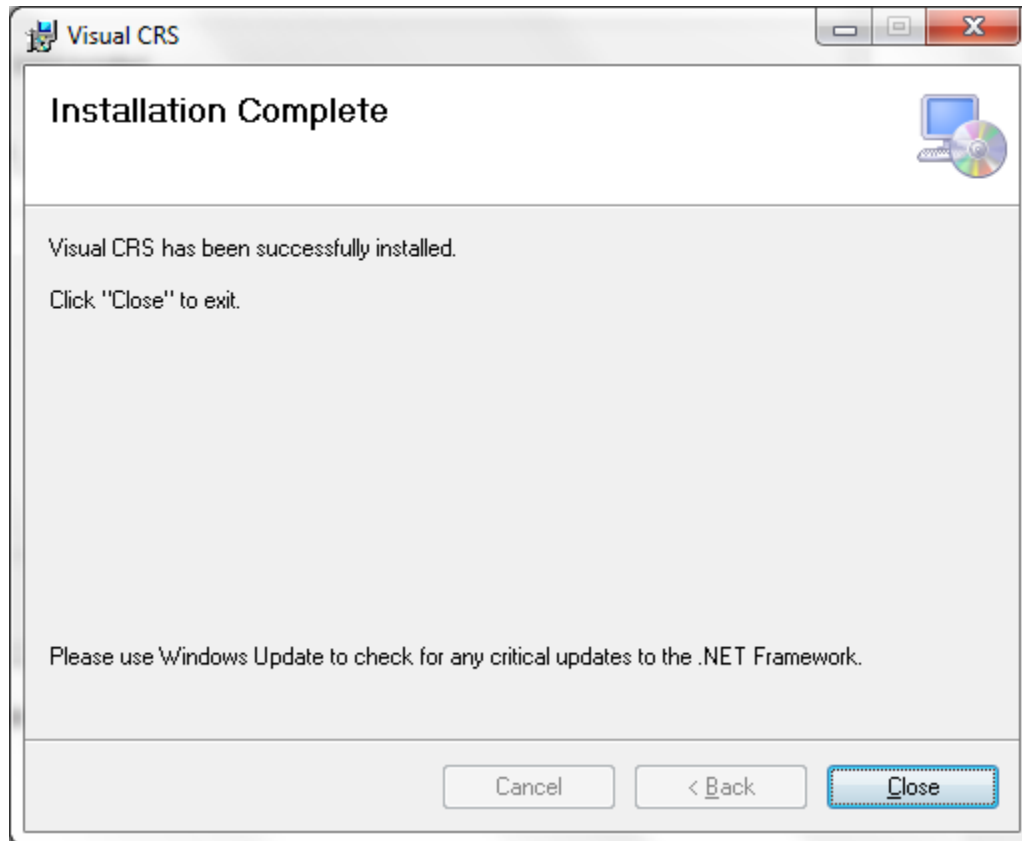 Visual CRS
Installation Complete
Visual CRS has been successfully installed.
Click "Close" to exit.
Please use Windows Update to check for any critical updates to the .NET Framework.
Cancel
< Back
Close